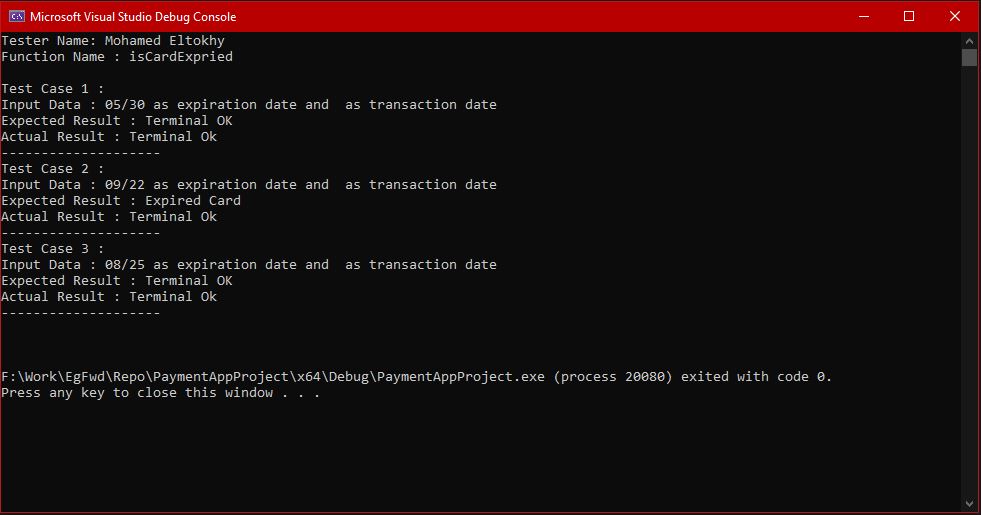 Microsoft Visual Studio Debug Console
Tester Name: Mohamed Eltokhy
Function Name : isCardExpried
Test Case 1 :
Input Data : 05/30 as expiration date and  as transaction date
Expected Result : Terminal OK
Actual Result : Terminal Ok
--------------------
Test Case 2 :
Input Data : 09/22 as expiration date and  as transaction date
Expected Result : Expired Card
Actual Result : Terminal Ok
--------------------
Test Case 3 :
Input Data : 08/25 as expiration date and  as transaction date
Expected Result : Terminal OK
Actual Result : Terminal Ok
--------------------
F:\Work\EgFwd\Repo\PaymentAppProject\x64\Debug\PaymentAppProject.exe (process 20080) exited with code 0.
Press any key to close this window . . .